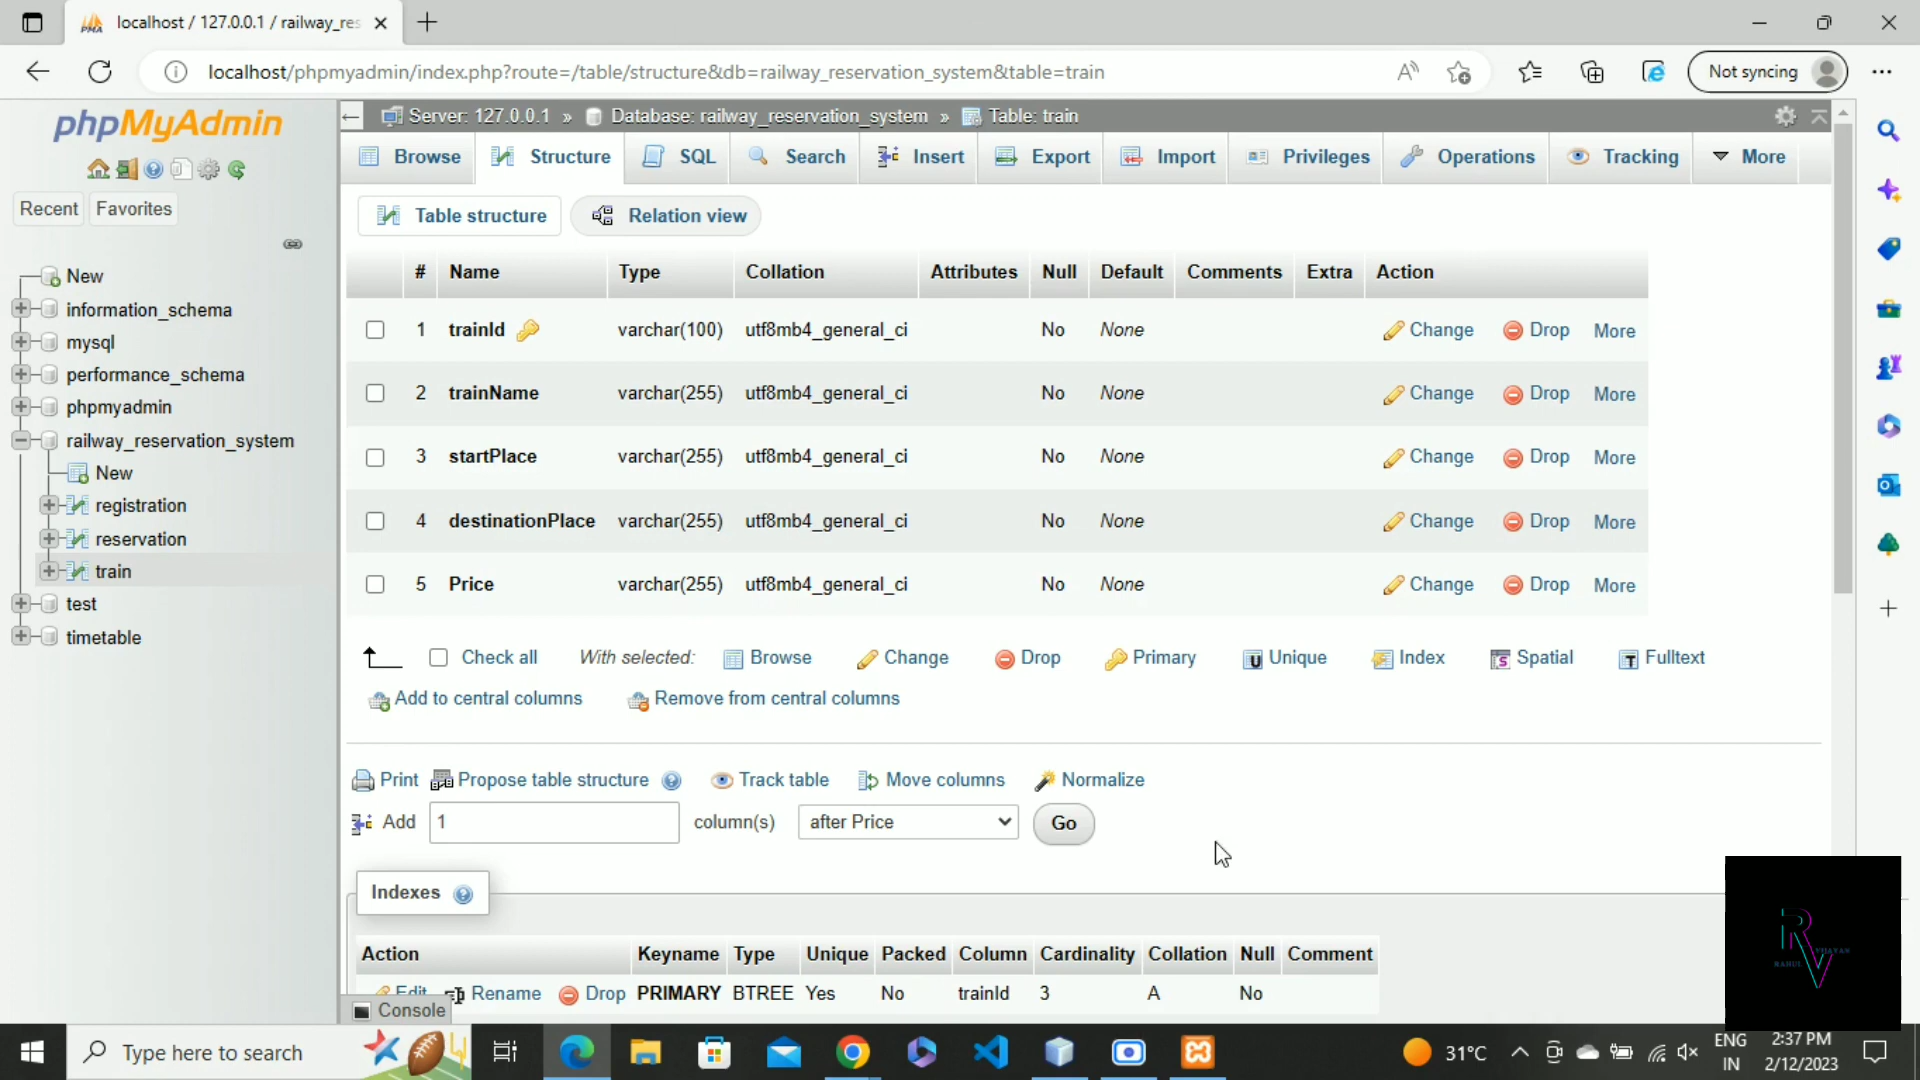 localhost / 127.0.0.1 / railway_res
localhost/phpmyadmin/index.php?route=/table/structure&db=railway_reservation_system&table=train
Not syncing
phpMyAdmin
Recent Favorites
New
information_schema
mysql
performance_schema
phpmyadmin
railway_reservation_system
New
registration
reservation
train
test
timetable
Server: 127.0.0.1 » Database: railway_reservation_system » Table: train
Browse Structure SQL Search Insert Export Import Privileges Operations Tracking More
Table structure Relation view
# Name Type Collation Attributes Null Default Comments Extra Action
1 trainId varchar(100) utf8mb4_general_ci No None Change Drop More
2 trainName varchar(255) utf8mb4_general_ci No None Change Drop More
3 startPlace varchar(255) utf8mb4_general_ci No None Change Drop More
4 destinationPlace varchar(255) utf8mb4_general_ci No None Change Drop More
5 Price varchar(255) utf8mb4_general_ci No None Change Drop More
Check all With selected: Browse Change Drop Primary Unique Index Spatial Fulltext
Add to central columns Remove from central columns
Print Propose table structure Track table Move columns Normalize
Add 1 column(s) after Price Go
Indexes
Action Keyname Type Unique Packed Column Cardinality Collation Null Comment
Edit Rename Drop PRIMARY BTREE Yes No trainId 3 A No
Console
RV
RAHUL VIJAYAN
Type here to search
31°C
ENG
IN
2:37 PM
2/12/2023